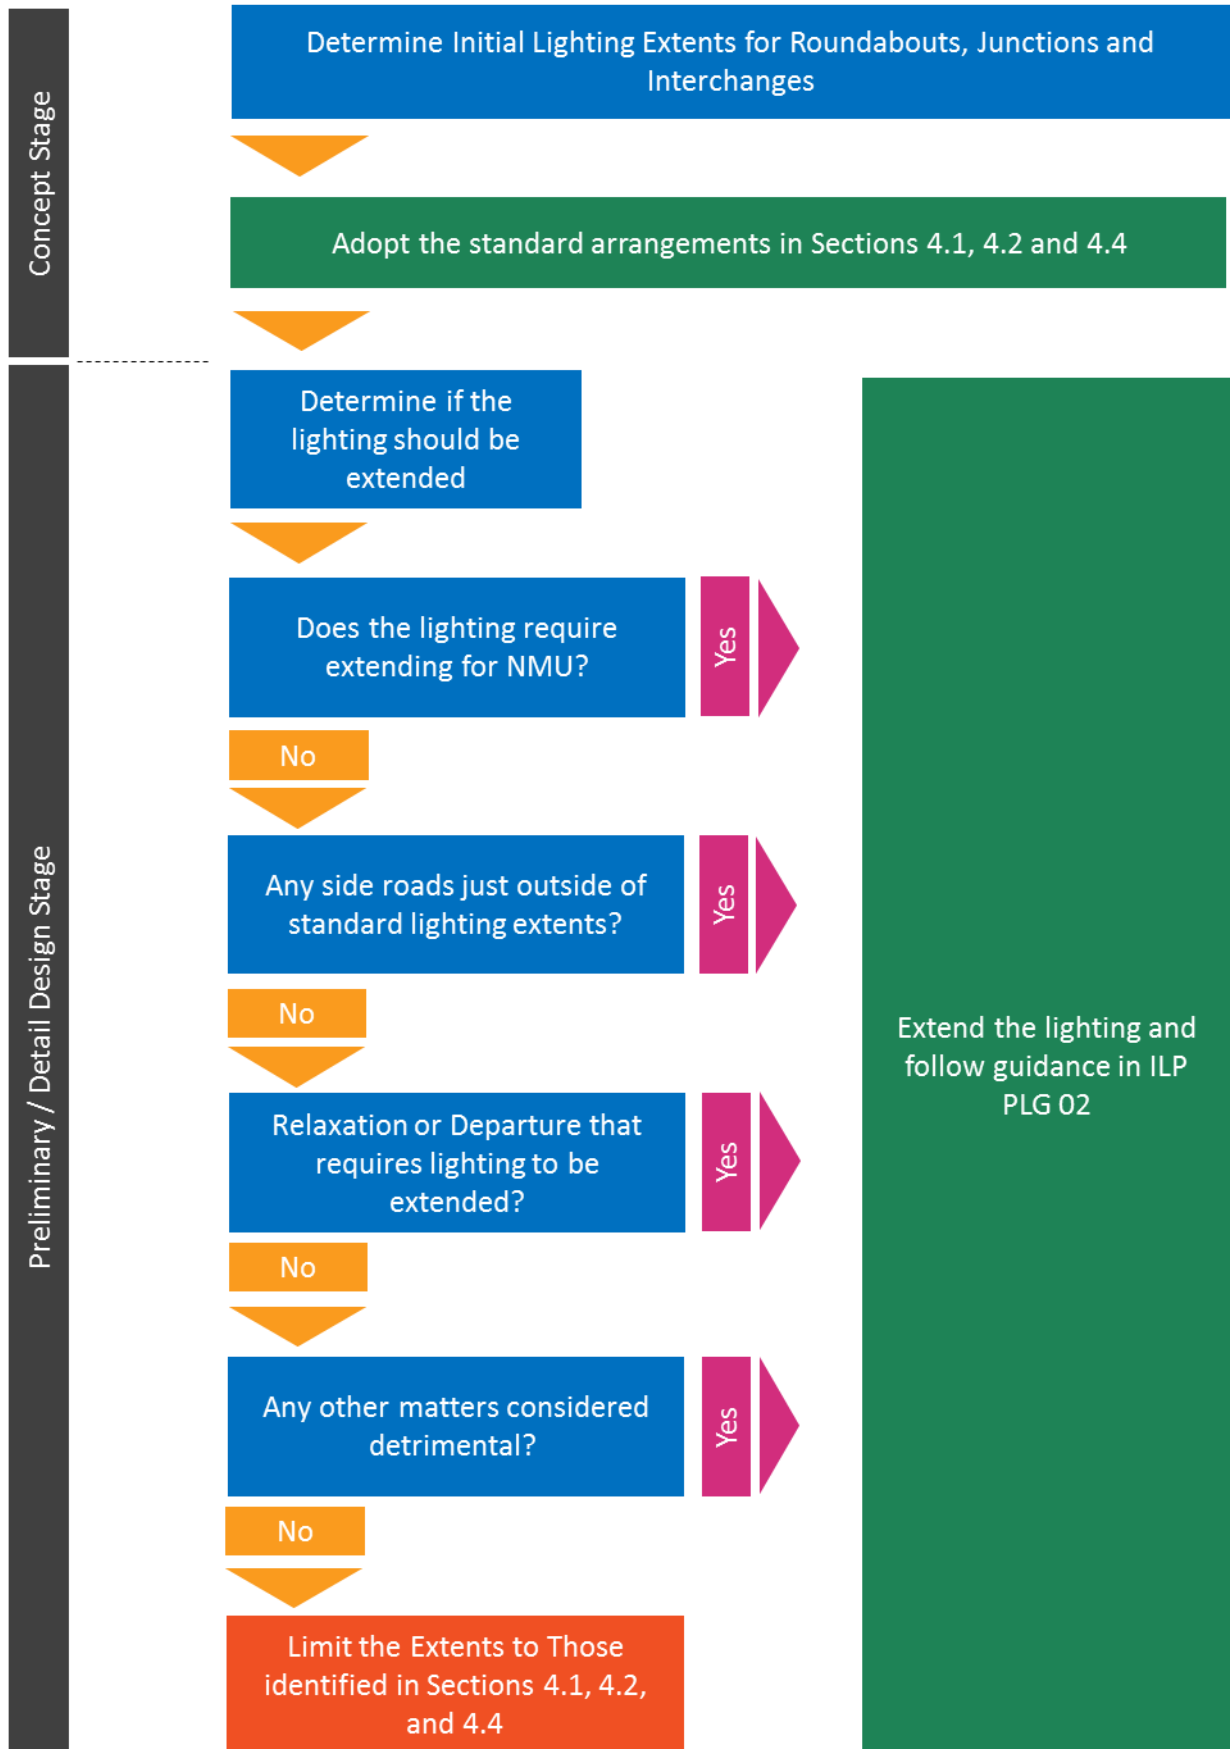 Concept Stage
Determine Initial Lighting Extents for Roundabouts, Junctions and
Interchanges
Adopt the standard arrangements in Sections 4.1, 4.2 and 4.4
Preliminary / Detail Design Stage
Determine if the
lighting should be
extended
Does the lighting require
extending for NMU?
Yes
No
Any side roads just outside of
standard lighting extents?
Yes
No
Relaxation or Departure that
requires lighting to be
extended?
Yes
No
Any other matters considered
detrimental?
Yes
No
Limit the Extents to Those
identified in Sections 4.1, 4.2,
and 4.4
Extend the lighting and
follow guidance in ILP
PLG 02